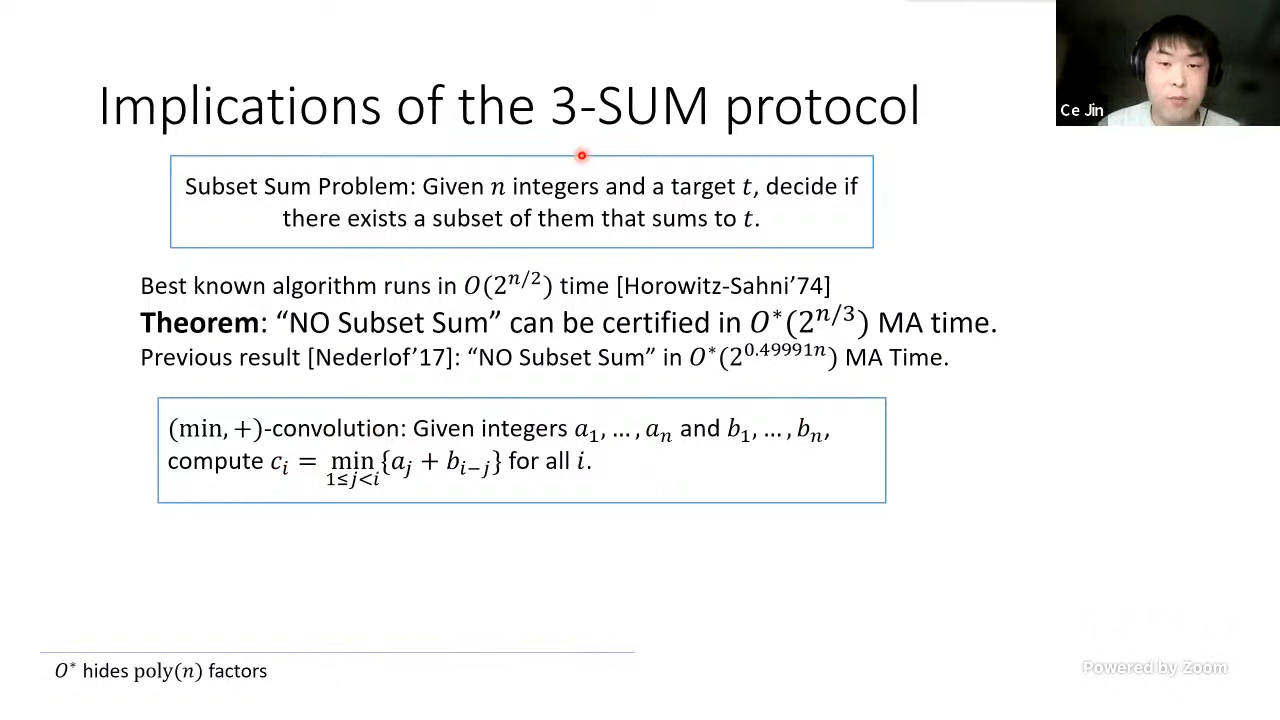 Implications of the 3-SUM protocol
Ce Jin
Subset Sum Problem: Given n integers and a target t, decide if
there exists a subset of them that sums to t.
Best known algorithm runs in O(2^{n/2}) time [Horowitz-Sahni’74]
Theorem: “NO Subset Sum” can be certified in O^*(2^{n/3}) MA time.
Previous result [Nederlof’17]: “NO Subset Sum” in O^*(2^{0.49991n}) MA Time.
(min, +)-convolution: Given integers a_1, …, a_n and b_1, …, b_n,
compute c_i = min_{1≤j<i}{a_j + b_{i−j}} for all i.
O^* hides poly(n) factors
Powered by Zoom